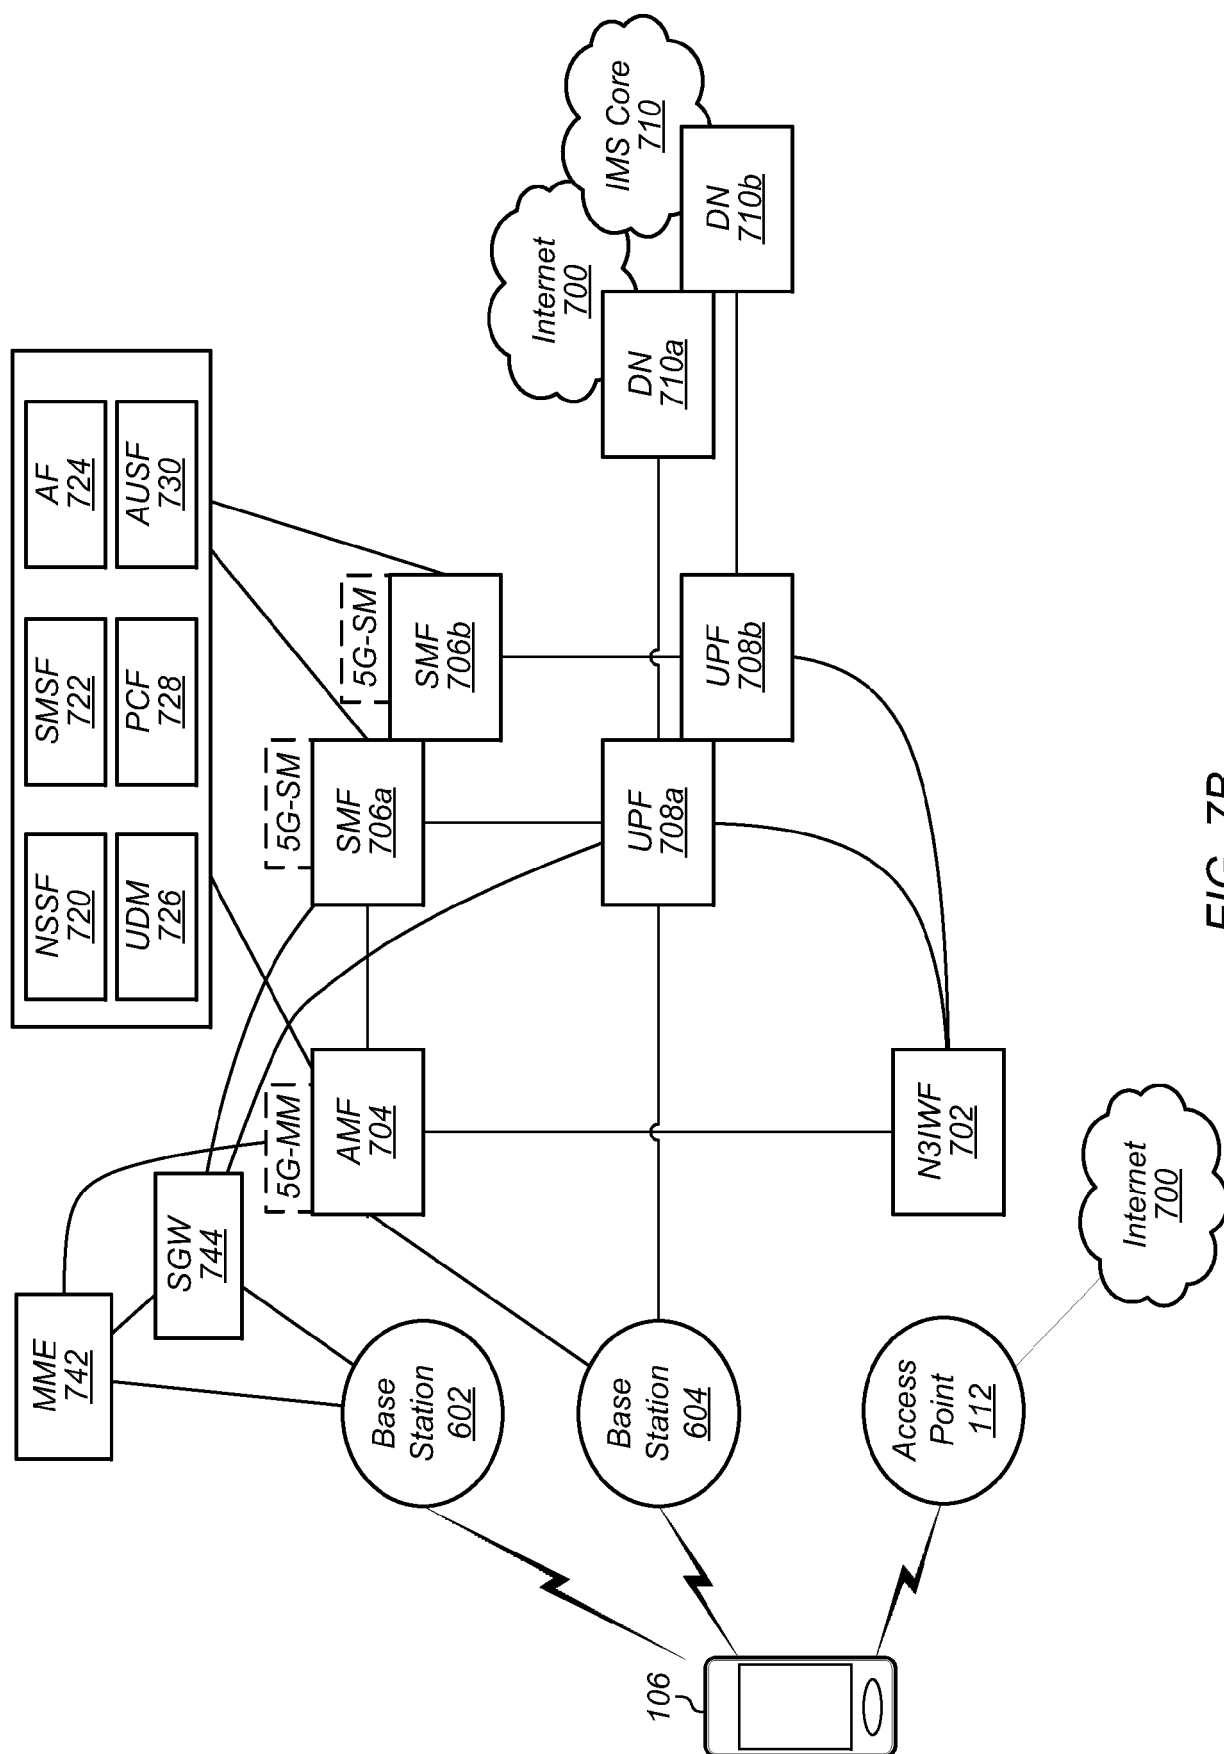 MME
742
SGW
744
NSSF
720
SMSF
722
AF
724
UDM
726
PCF
728
AUSF
730
5G-MM
AMF
704
5G-SM
SMF
706a
5G-SM
SMF
706b
Base
Station
602
Base
Station
604
UPF
708a
UPF
708b
Internet
700
IMS Core
710
DN
710a
DN
710b
106
Access
Point
112
N3IWF
702
Internet
700
FIG. 7B